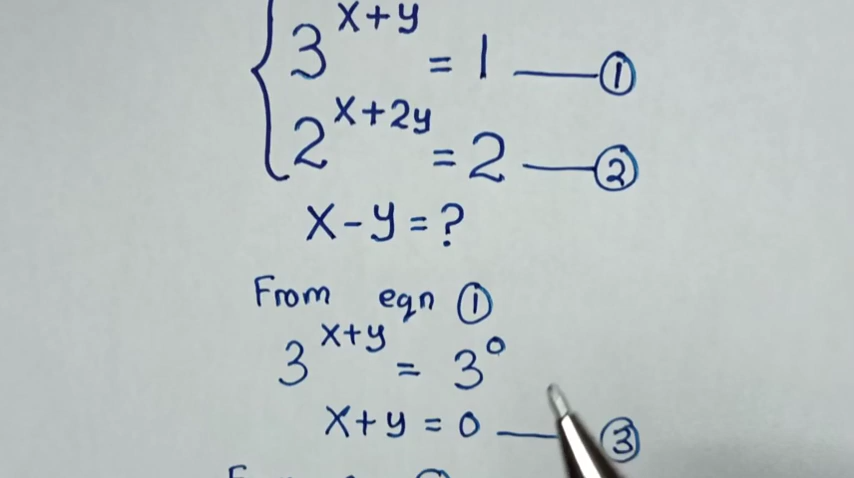 3^{x+y} = 1 —— ①
2^{x+2y} = 2 —— ②
x-y=?
From eqn ①
3^{x+y} = 3^0
x+y = 0 —— ③